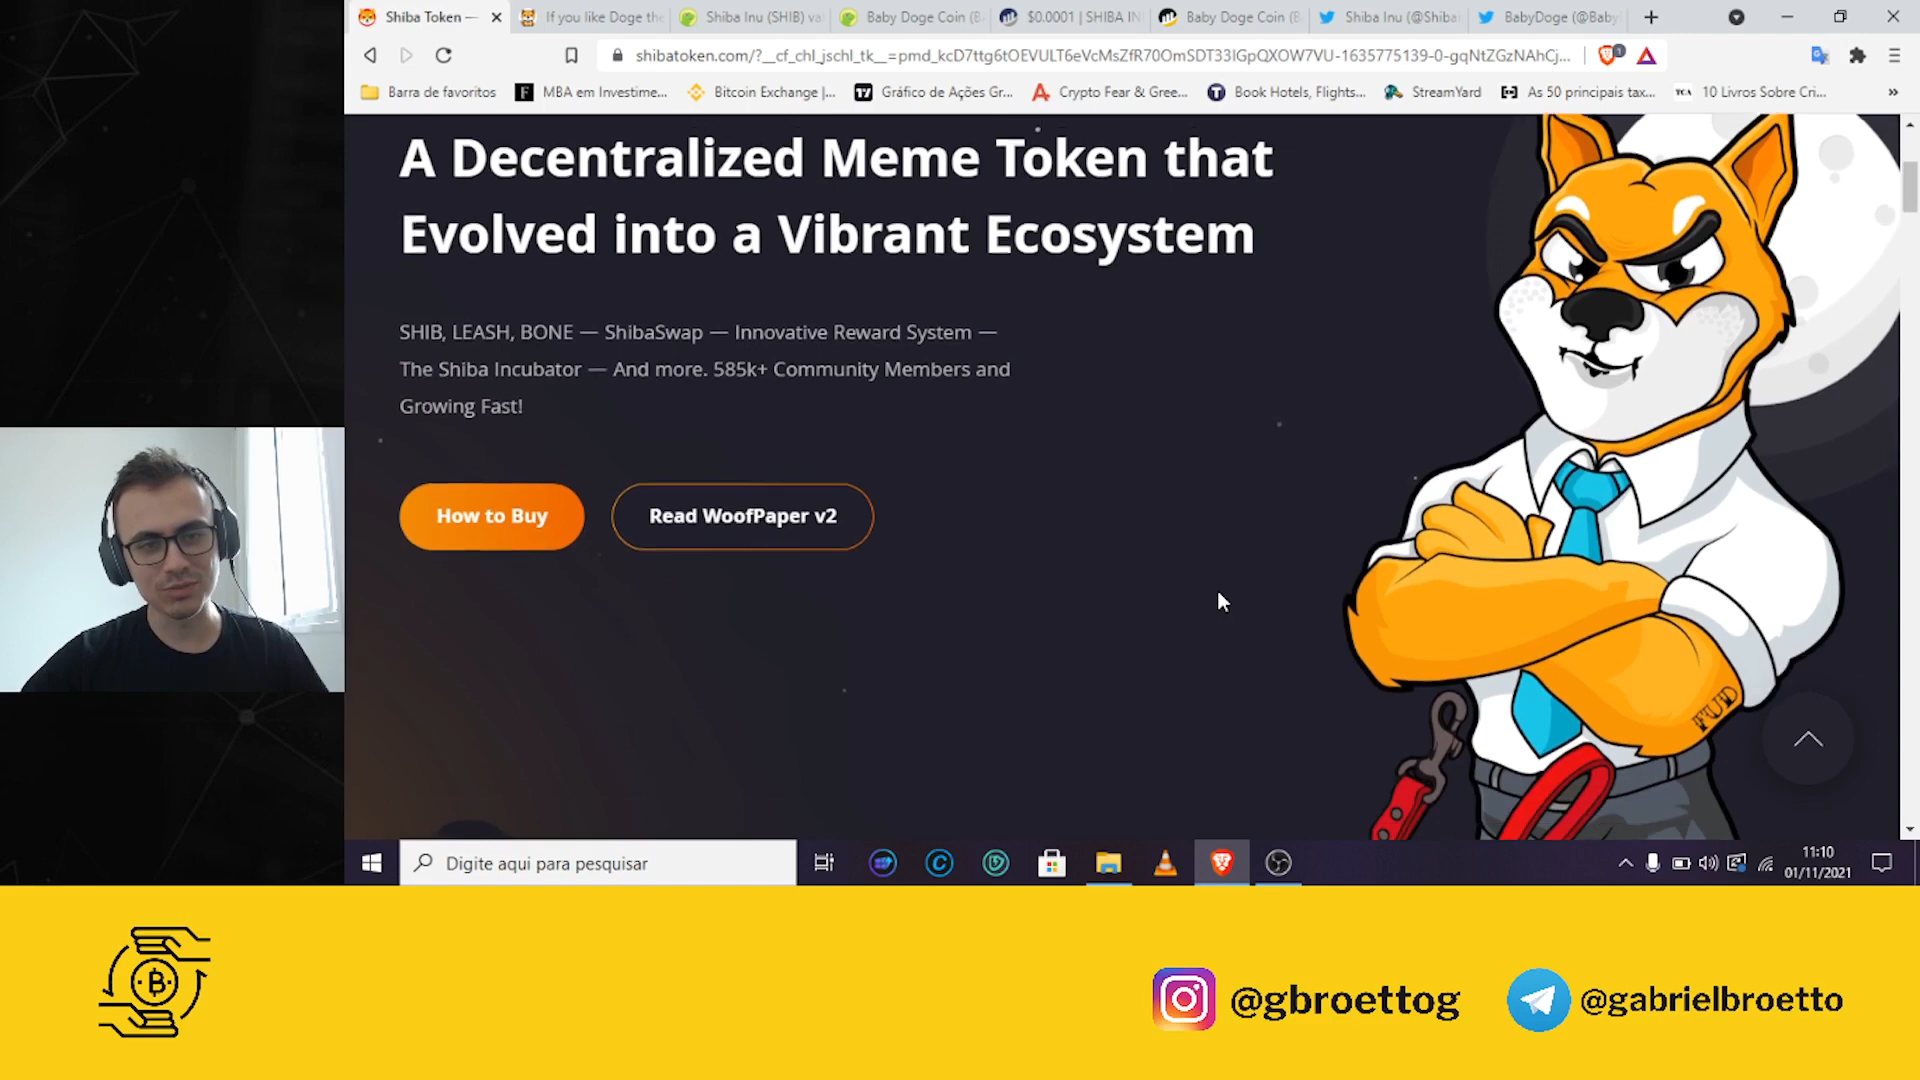 Shiba Token —
If you like Doge the
Shiba Inu (SHIB) va
Baby Doge Coin (B
$0.0001 | SHIBA IN
Baby Doge Coin (B
Shiba Inu (@Shiba
BabyDoge (@Baby
shibatoken.com/?__cf_chl_jschl_tk__=pmd_kcD7ttg6tOEVULT6eVcMsZfR70OmSDT33IGpQXOW7VU-1635775139-0-gqNtZGzNAhCj...
1
Barra de favoritos
MBA em Investime...
Bitcoin Exchange |...
Gráfico de Ações Gr...
Crypto Fear & Gree...
Book Hotels, Flights...
StreamYard
As 50 principais tax...
TCA
10 Livros Sobre Cri...
»
A Decentralized Meme Token that
Evolved into a Vibrant Ecosystem
SHIB, LEASH, BONE — ShibaSwap — Innovative Reward System —
The Shiba Incubator — And more. 585k+ Community Members and
Growing Fast!
How to Buy
Read WoofPaper v2
FUD
Digite aqui para pesquisar
11:10
01/11/2021
@gbroettog
@gabrielbroetto